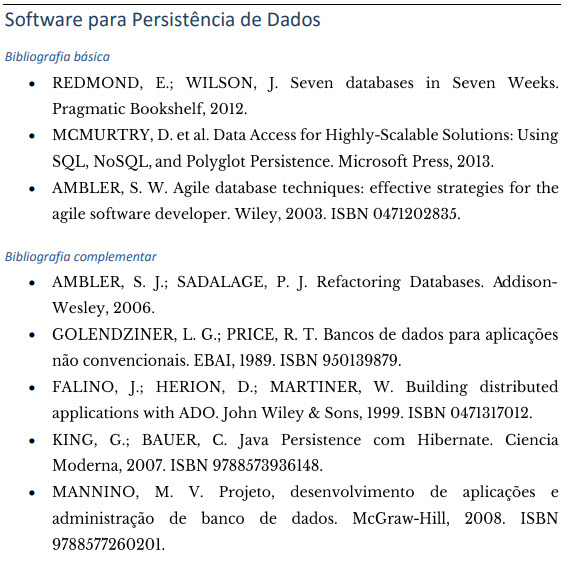 Software para Persistência de Dados
Bibliografia básica
• REDMOND, E.; WILSON, J. Seven databases in Seven Weeks.
Pragmatic Bookshelf, 2012.
• MCMURTRY, D. et al. Data Access for Highly-Scalable Solutions: Using
SQL, NoSQL, and Polyglot Persistence. Microsoft Press, 2013.
• AMBLER, S. W. Agile database techniques: effective strategies for the
agile software developer. Wiley, 2003. ISBN 0471202835.
Bibliografia complementar
• AMBLER, S. J.; SADALAGE, P. J. Refactoring Databases. Addison-
Wesley, 2006.
• GOLENDZINER, L. G.; PRICE, R. T. Bancos de dados para aplicações
não convencionais. EBAI, 1989. ISBN 950139879.
• FALINO, J.; HERION, D.; MARTINER, W. Building distributed
applications with ADO. John Wiley & Sons, 1999. ISBN 0471317012.
• KING, G.; BAUER, C. Java Persistence com Hibernate. Ciencia
Moderna, 2007. ISBN 9788573936148.
• MANNINO, M. V. Projeto, desenvolvimento de aplicações e
administração de banco de dados. McGraw-Hill, 2008. ISBN
9788577260201.